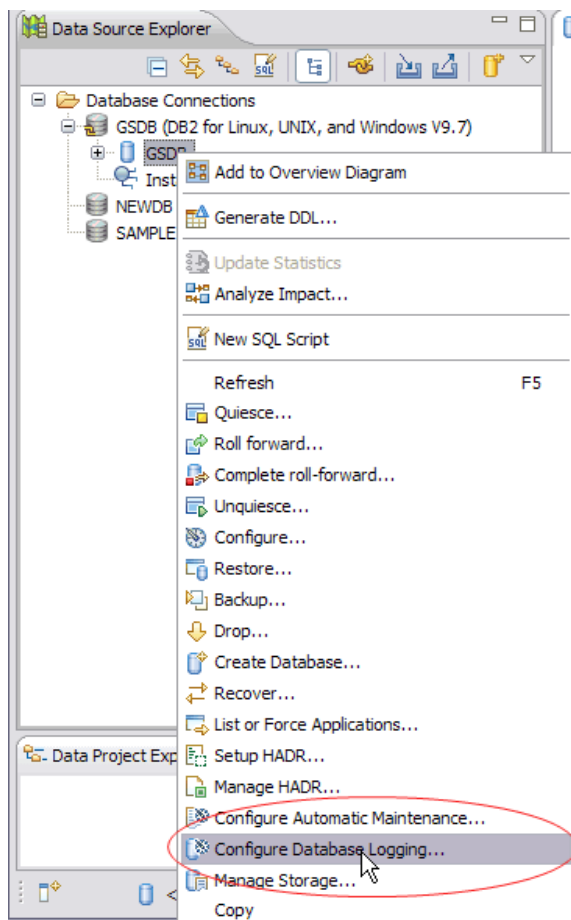 Data Source Explorer
SQL
Database Connections
GSDB (DB2 for Linux, UNIX, and Windows V9.7)
GSDB
Inst
NEWDB
SAMPLE
Add to Overview Diagram
Generate DDL...
Update Statistics
Analyze Impact...
SQL
New SQL Script
Refresh F5
Quiesce...
Roll forward...
Complete roll-forward...
Unquiesce...
Configure...
Restore...
Backup...
Drop...
Create Database...
Recover...
List or Force Applications...
Setup HADR...
Manage HADR...
Configure Automatic Maintenance...
Configure Database Logging...
Manage Storage...
Copy
Data Project Exp
<